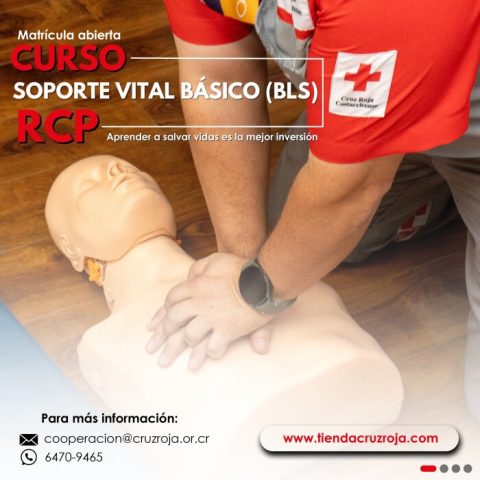 Matrícula abierta
CURSO
SOPORTE VITAL BÁSICO (BLS)
RCP
Aprender a salvar vidas es la mejor inversión
Cruz Roja
Costarricense
Para más información:
cooperacion@cruzroja.or.cr
6470-9465
www.tiendacruzroja.com